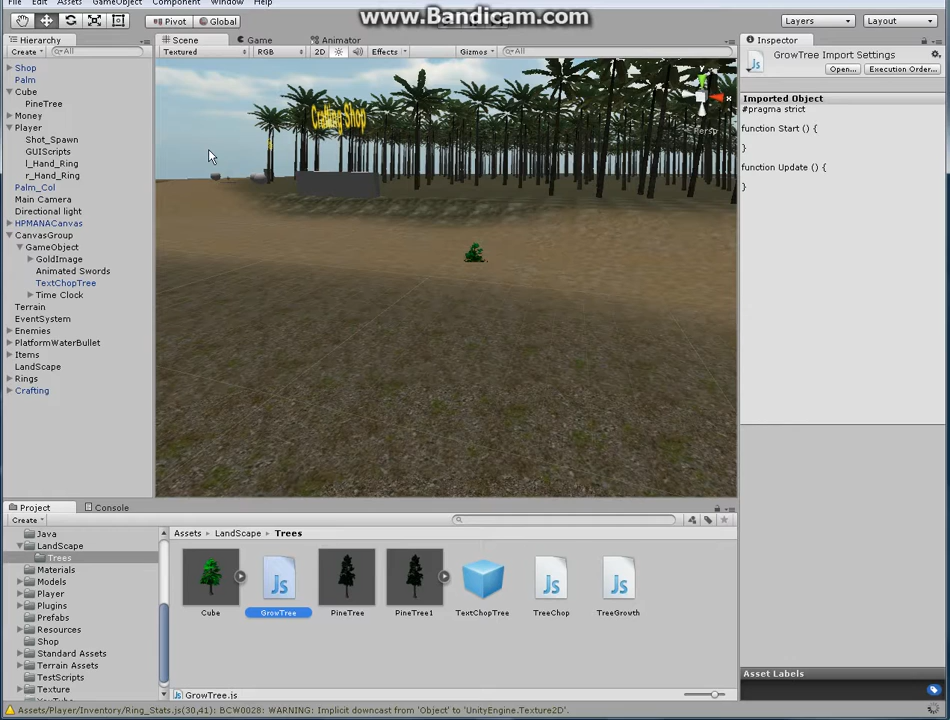 File Edit Assets GameObject Component Window Help
www.Bandicam.com
Pivot Global Layers Layout
Hierarchy
Create All
Shop
Palm
Cube
PineTree
Money
Player
Shot_Spawn
GUIScripts
l_Hand_Ring
r_Hand_Ring
Palm_Col
Main Camera
Directional light
HPMANACanvas
CanvasGroup
GameObject
GoldImage
Animated Swords
TextChopTree
Time Clock
Terrain
EventSystem
Enemies
PlatformWaterBullet
Items
LandScape
Rings
Crafting
Scene Game Animator
Textured RGB 2D Effects Gizmos All
Crafting Shop
y
x
Persp
Inspector
GrowTree Import Settings
Open... Execution Order...
Imported Object
#pragma strict
function Start () {
}
function Update () {
}
Project Console
Create
Java
LandScape
Trees
Materials
Models
Player
Plugins
Prefabs
Resources
Shop
Standard Assets
Terrain Assets
TestScripts
Texture
Assets LandScape Trees
Cube GrowTree PineTree PineTree1 TextChopTree TreeChop TreeGrowth
GrowTree.js
Asset Labels
Assets/Player/Inventory/Ring_Stats.js(30,41): BCW0028: WARNING: Implicit downcast from 'Object' to 'UnityEngine.Texture2D'.